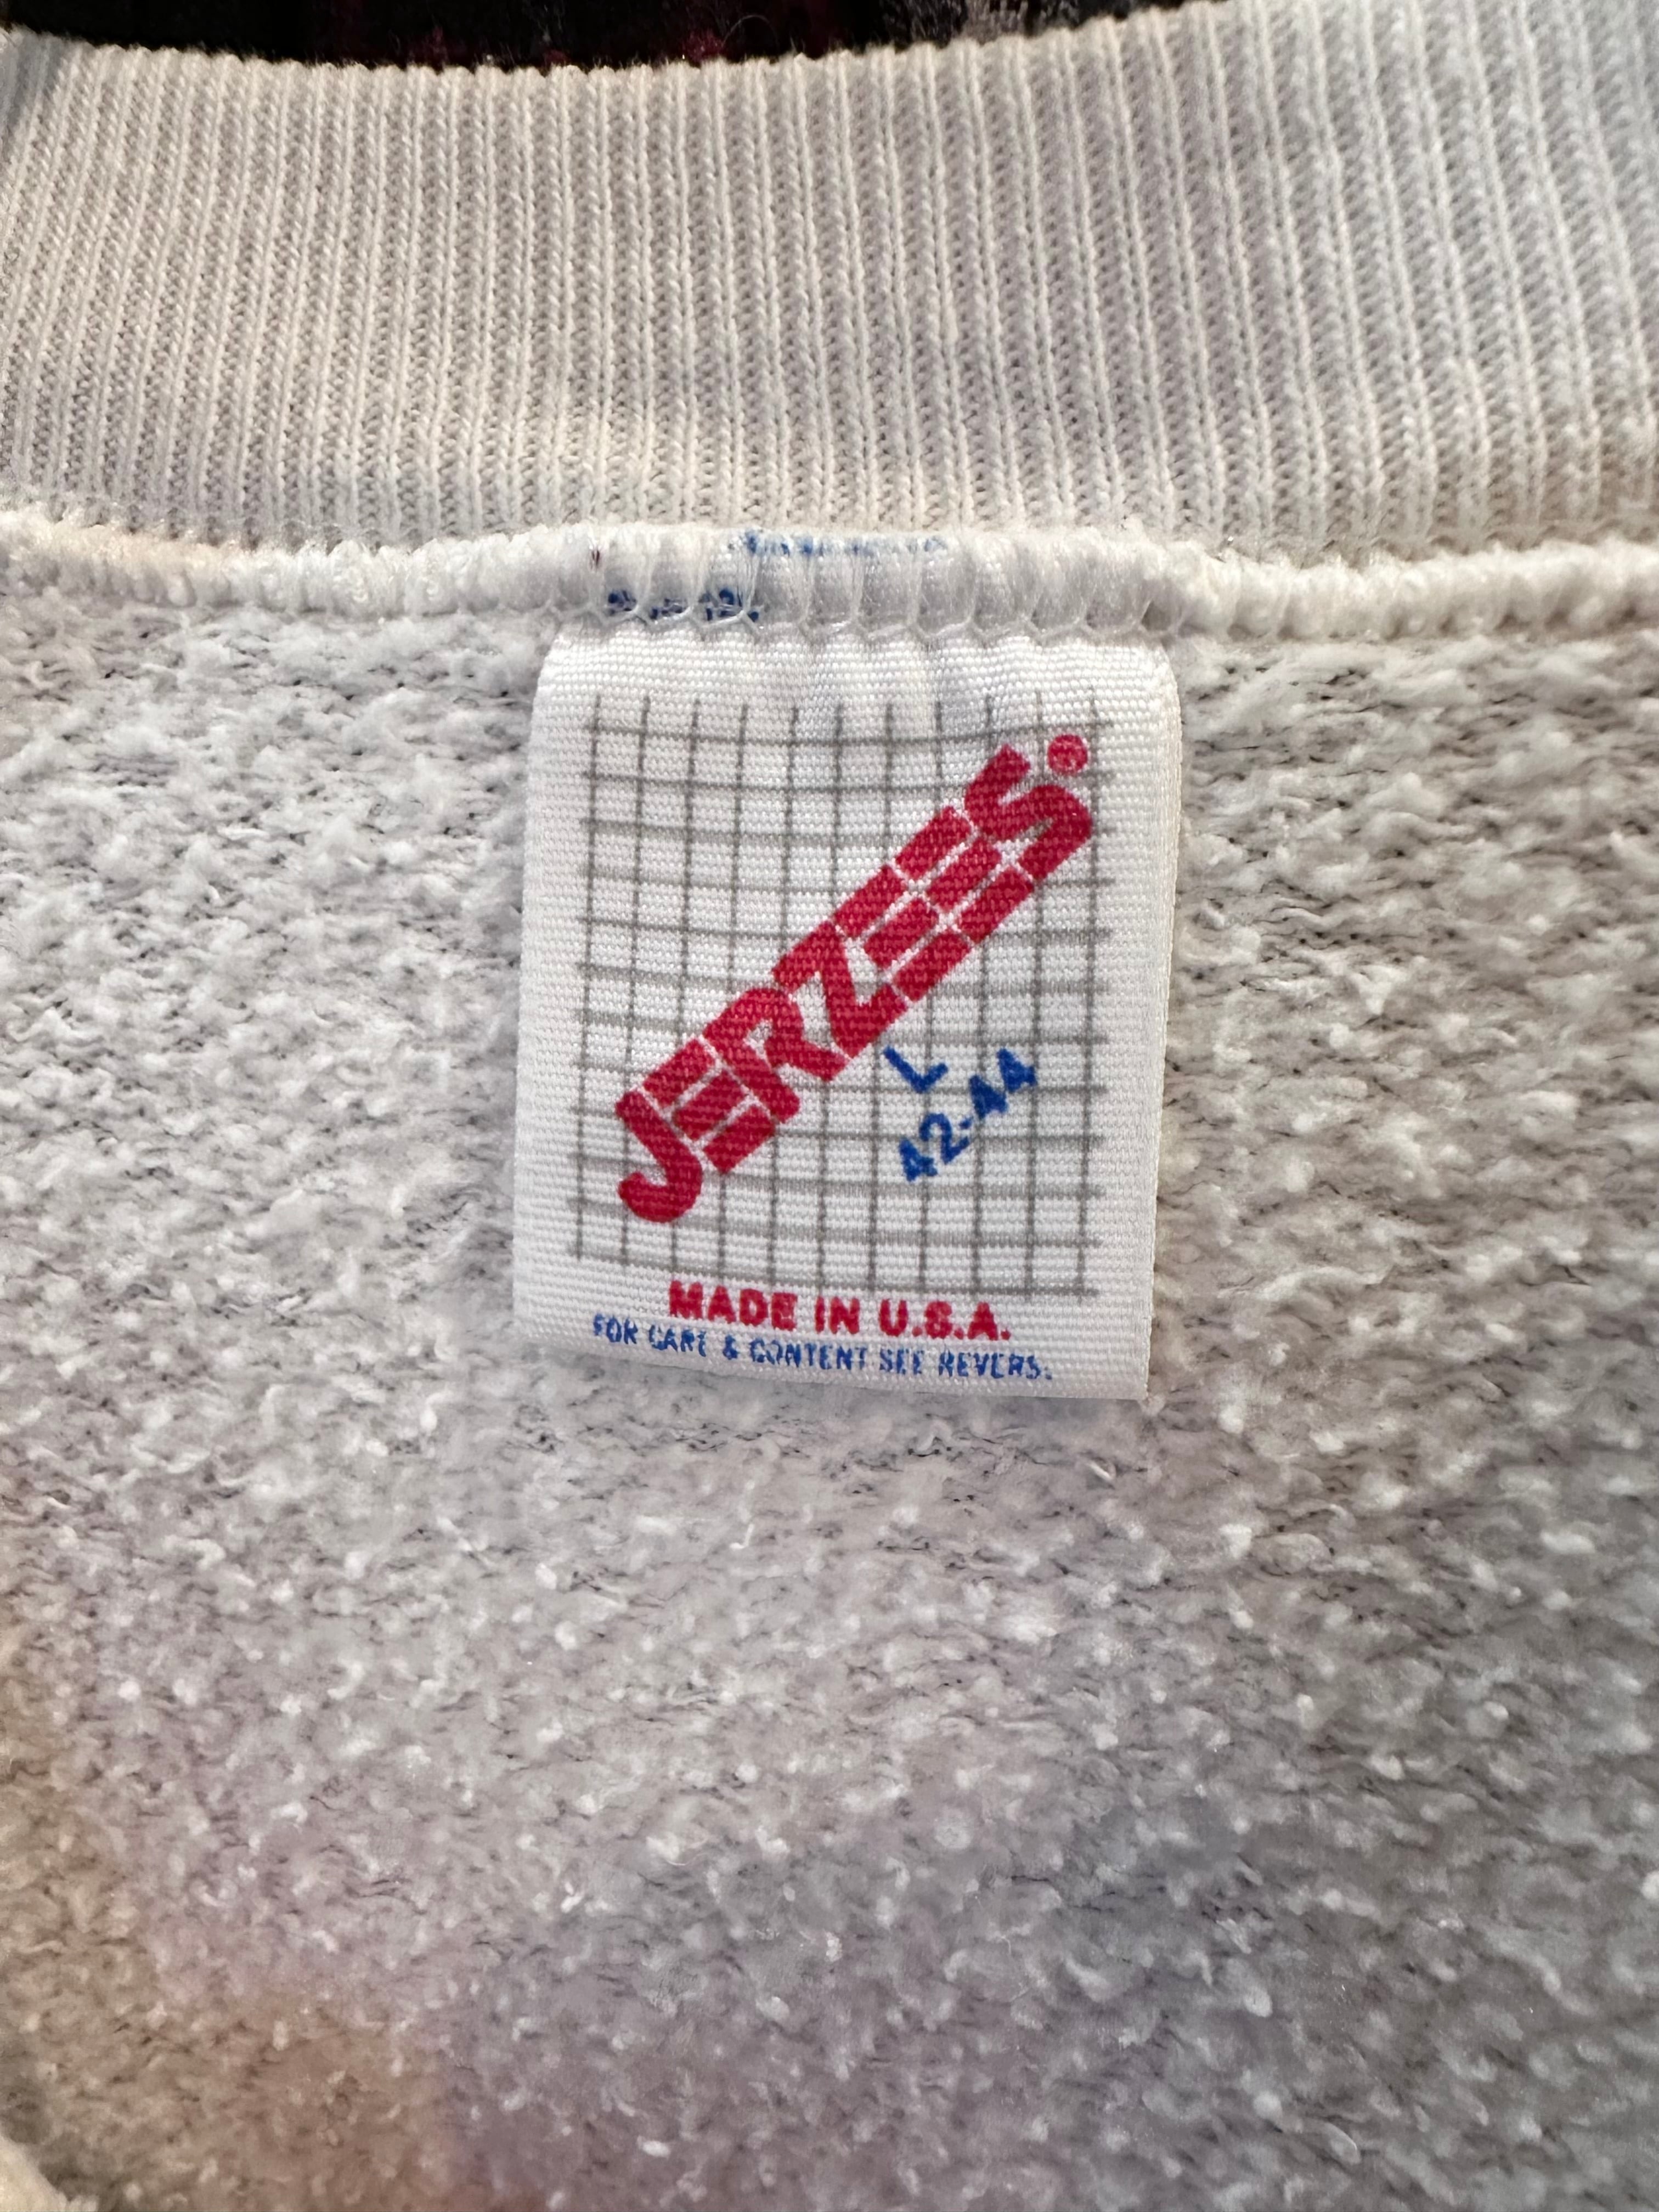 JERZEES®
L
42-44
MADE IN U.S.A.
FOR CARE & CONTENT SEE REVERS.